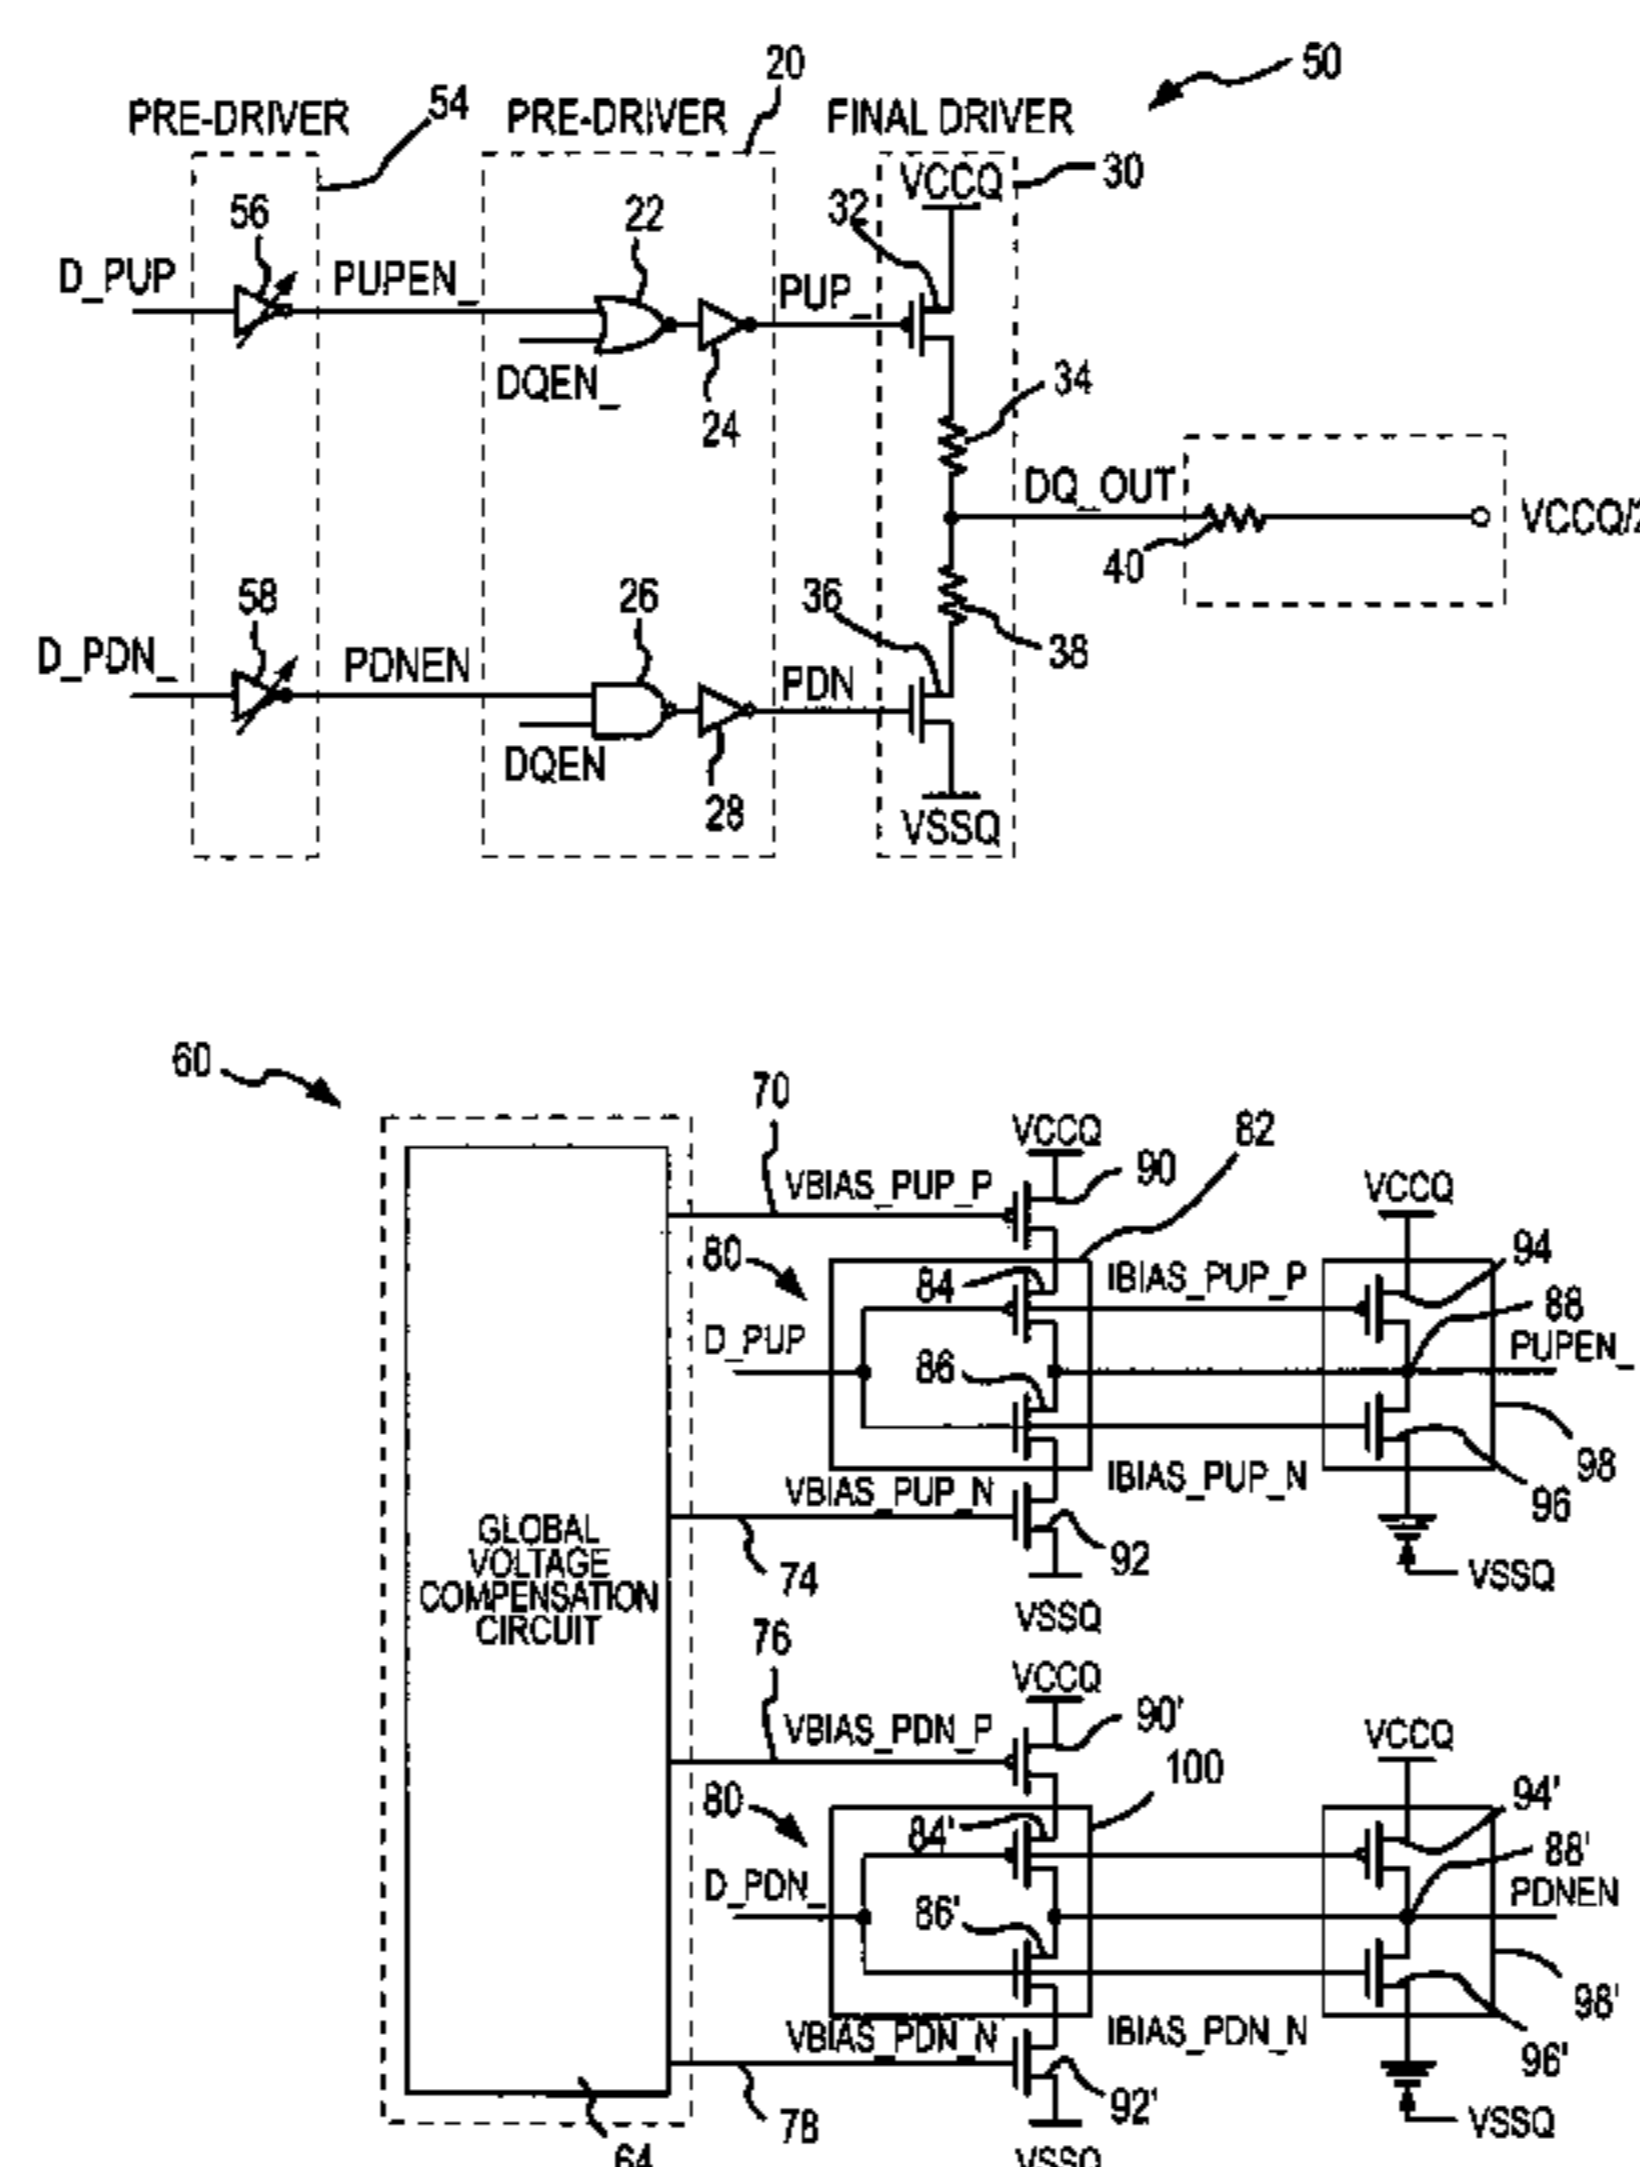 20
50
54
PRE-DRIVER
PRE-DRIVER
FINAL DRIVER
VCCQ
30
56
22
32
D_PUP
PUPEN_
PUP_
DQEN_
24
34
DQ_OUT
VCCQ/2
40
58
26
36
38
D_PDN_
PDNEN
PDN
DQEN
28
VSSQ
60
70
VCCQ
82
VBIAS_PUP_P
90
VCCQ
80
84
IBIAS_PUP_P
94
88
D_PUP
86
PUPEN_
98
VBIAS_PUP_N
IBIAS_PUP_N
96
GLOBAL
VOLTAGE
COMPENSATION
CIRCUIT
74
92
VSSQ
VSSQ
76
VCCQ
90'
VBIAS_PDN_P
VCCQ
100
80
84'
94'
88'
D_PDN_
86'
PDNEN
98'
VBIAS_PDN_N
IBIAS_PDN_N
96'
78
92'
VSSQ
64
VSSQ